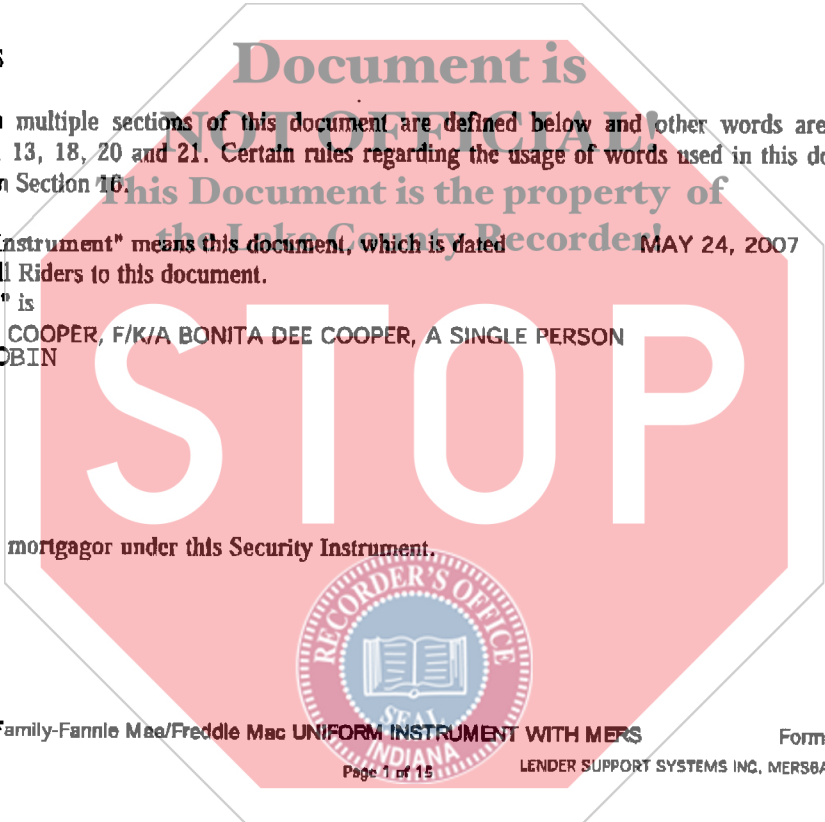 Document is
multiple sections of this document are defined below and other words are
NOT OFFICIAL!
13, 18, 20 and 21. Certain rules regarding the usage of words used in this
Section 16.
This Document is the property of
the Lake County Recorder!
Instrument" means this document, which is dated MAY 24, 2007
Riders to this document.
" is
COOPER, F/K/A BONITA DEE COOPER, A SINGLE PERSON
OBIN
STOP
mortgagor under this Security Instrument.
RECORDER'S OFFICE
SEAL
INDIANA
Family-Fannie Mae/Freddie Mac UNIFORM INSTRUMENT WITH MERS Form
Page 1 of 15 LENDER SUPPORT SYSTEMS INC.